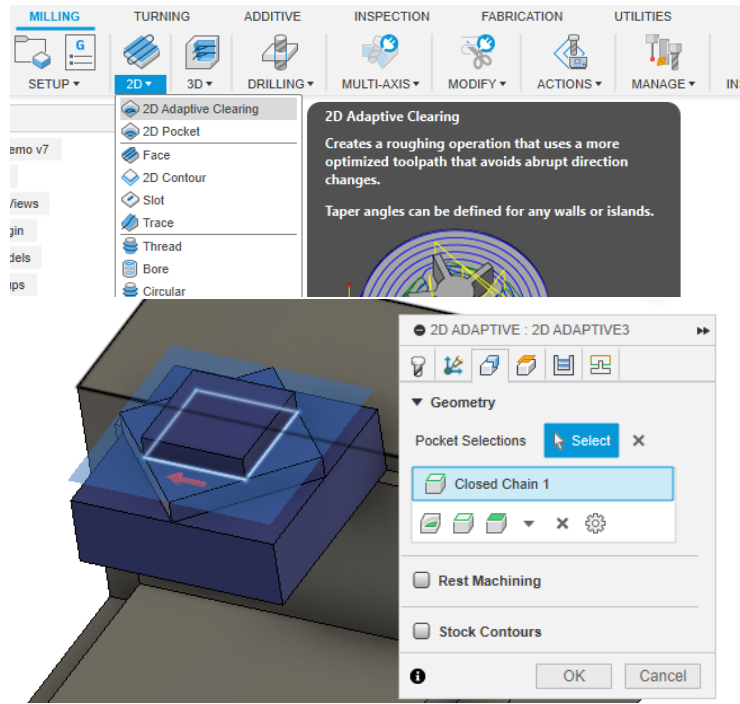 MILLING TURNING ADDITIVE INSPECTION FABRICATION UTILITIES
G
SETUP 2D 3D DRILLING MULTI-AXIS MODIFY ACTIONS MANAGE INS
2D Adaptive Clearing
2D Pocket
Face
2D Contour
Slot
Trace
Thread
Bore
Circular
emo v7
Views
gin
dels
ups
2D Adaptive Clearing
Creates a roughing operation that uses a more
optimized toolpath that avoids abrupt direction
changes.
Taper angles can be defined for any walls or islands.
2D ADAPTIVE : 2D ADAPTIVE3
Geometry
Pocket Selections Select
Closed Chain 1
Rest Machining
Stock Contours
OK Cancel